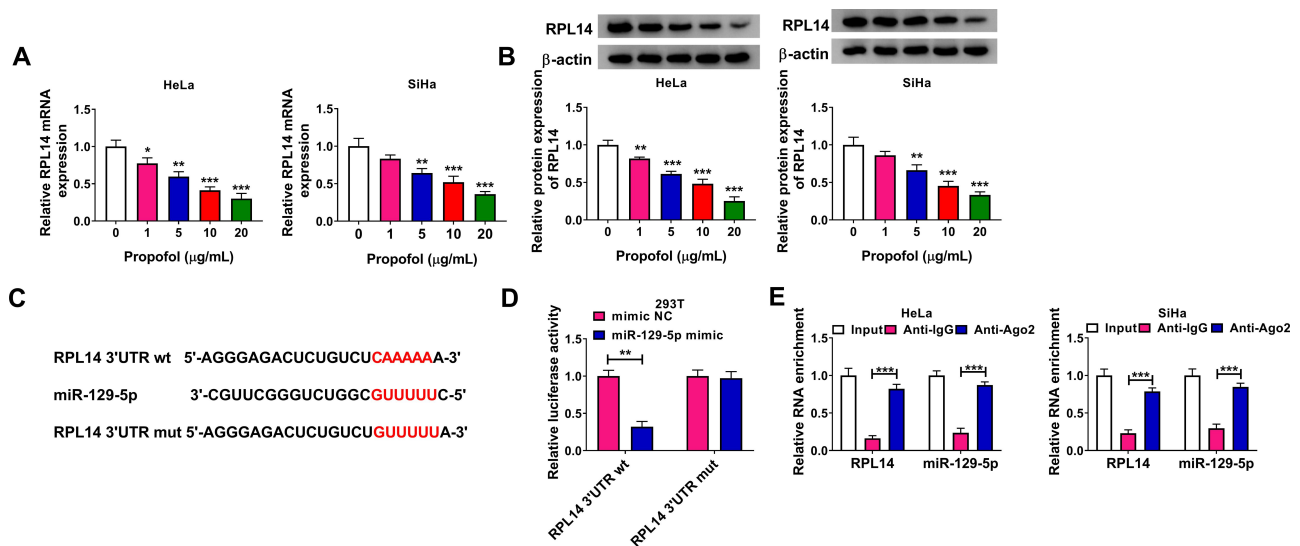 A
HeLa
Relative RPL14 mRNA
expression
1.5
1.0
0.5
0.0
*
**
***
***
0 1 5 10 20
Propofol (μg/mL)
SiHa
Relative RPL14 mRNA
expression
1.5
1.0
0.5
0.0
**
***
***
0 1 5 10 20
Propofol (μg/mL)
B
RPL14
β-actin
HeLa
Relative protein expression
of RPL14
1.5
1.0
0.5
0.0
**
***
***
***
0 1 5 10 20
Propofol (μg/mL)
RPL14
β-actin
SiHa
Relative protein expression
of RPL14
1.5
1.0
0.5
0.0
**
***
***
0 1 5 10 20
Propofol (μg/mL)
C
RPL14 3'UTR wt 5'-AGGGAGACUCUGUCUCAAAAAA-3'
miR-129-5p 3'-CGUUCGGGUCUGGCGUUUUUC-5'
RPL14 3'UTR mut 5'-AGGGAGACUCUGUCUGUUUUUA-3'
D
293T
mimic NC
miR-129-5p mimic
Relative luciferase activity
1.5
1.0
0.5
0.0
**
RPL14 3'UTR wt
RPL14 3'UTR mut
E
HeLa
Input Anti-IgG Anti-Ago2
Relative RNA enrichment
1.5
1.0
0.5
0.0
***
***
RPL14 miR-129-5p
SiHa
Input Anti-IgG Anti-Ago2
Relative RNA enrichment
1.5
1.0
0.5
0.0
***
***
RPL14 miR-129-5p